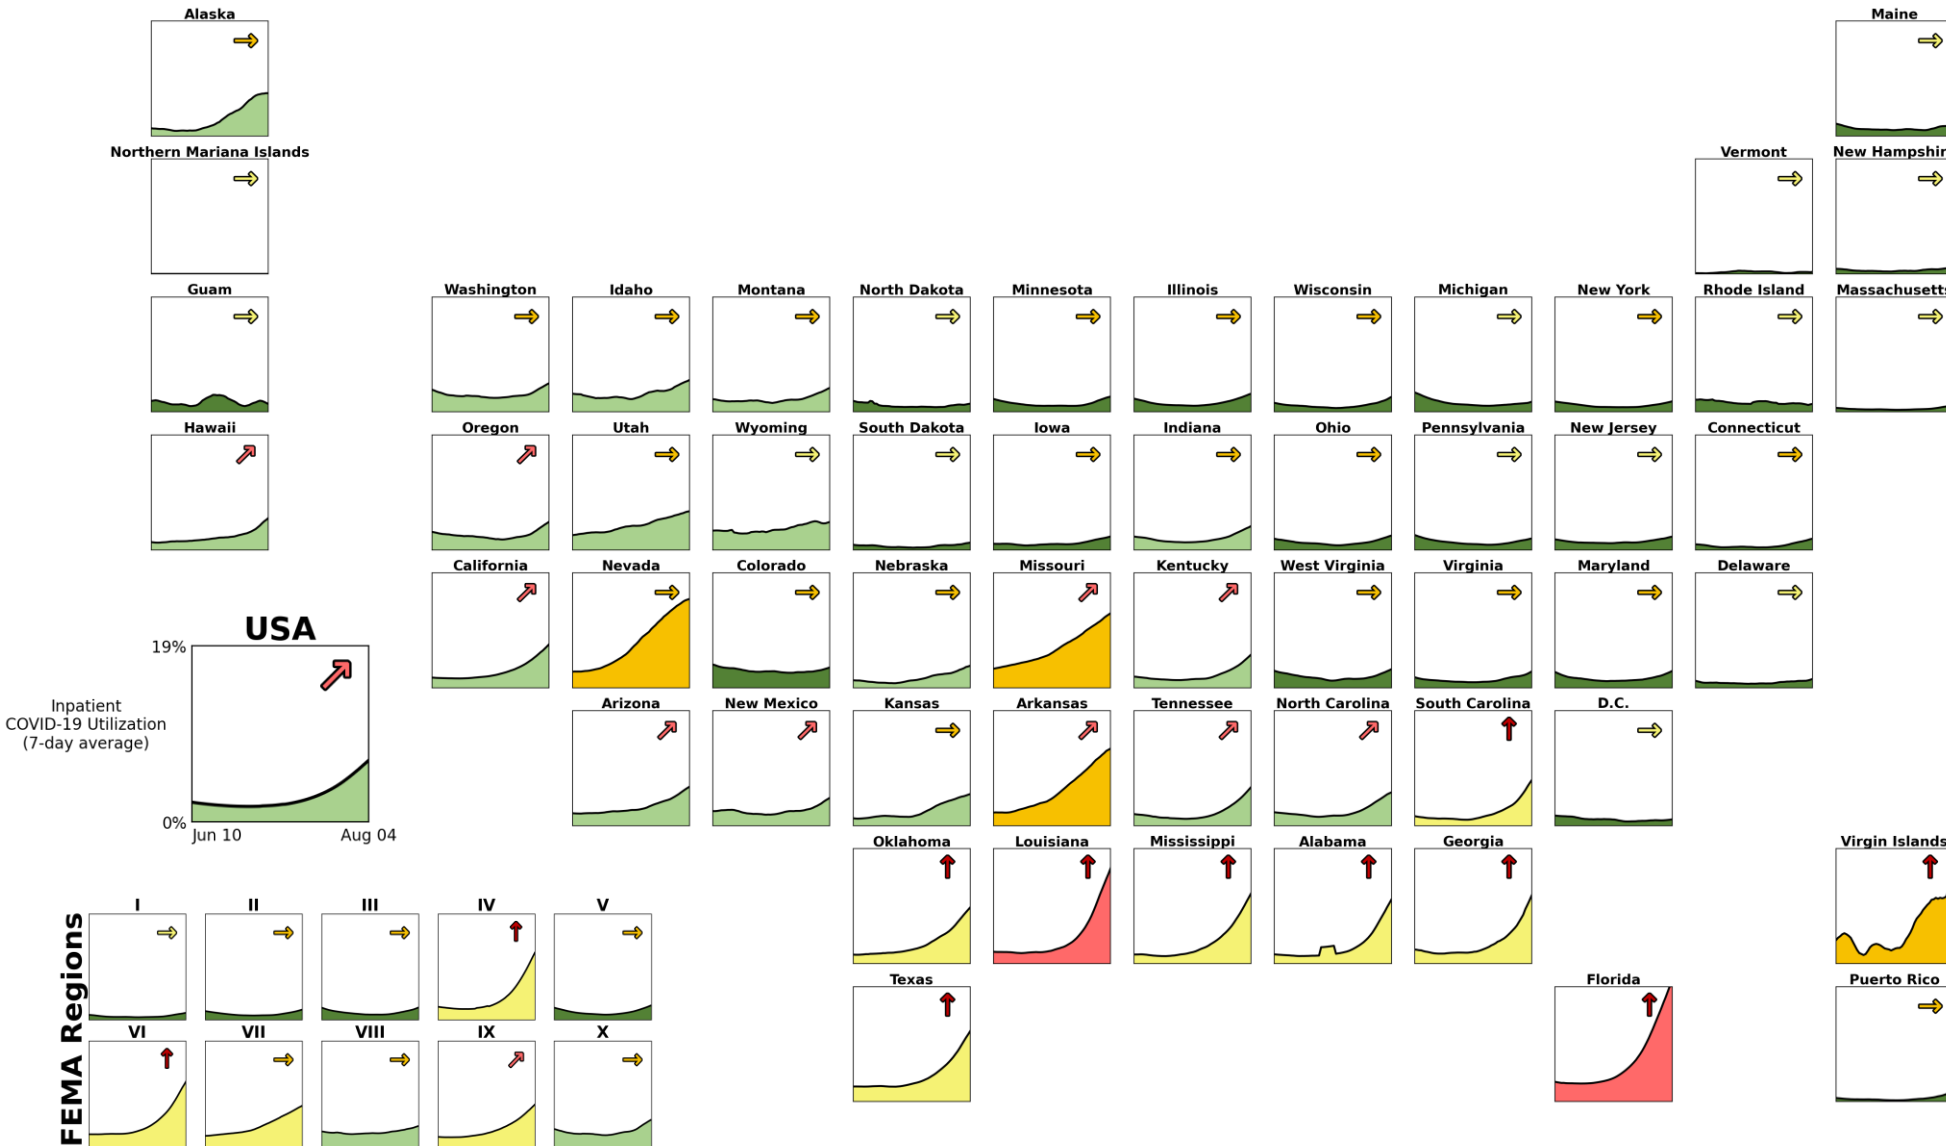 Alaska
Maine
Northern Mariana Islands
Vermont
New Hampshir
Guam
Washington
Idaho
Montana
North Dakota
Minnesota
Illinois
Wisconsin
Michigan
New York
Rhode Island
Massachusetts
Hawaii
Oregon
Utah
Wyoming
South Dakota
Iowa
Indiana
Ohio
Pennsylvania
New Jersey
Connecticut
California
Nevada
Colorado
Nebraska
Missouri
Kentucky
West Virginia
Virginia
Maryland
Delaware
USA
19%
Inpatient
COVID-19 Utilization
(7-day average)
0%
Jun 10
Aug 04
Arizona
New Mexico
Kansas
Arkansas
Tennessee
North Carolina
South Carolina
D.C.
Oklahoma
Louisiana
Mississippi
Alabama
Georgia
Virgin Islands
Texas
Florida
Puerto Rico
FEMA Regions
I
II
III
IV
V
VI
VII
VIII
IX
X